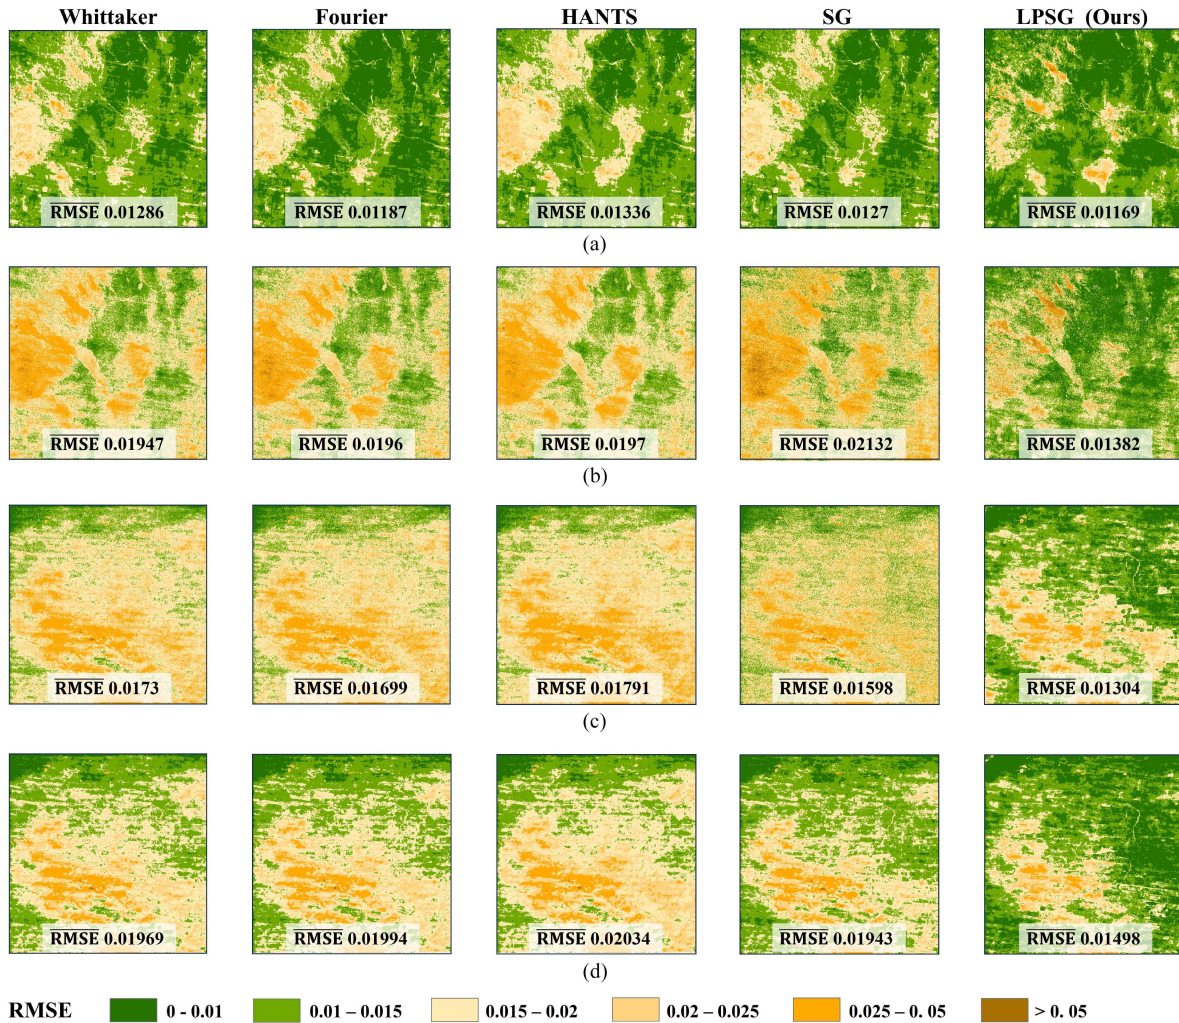 Whittaker Fourier HANTS SG LPSG (Ours)
RMSE 0.01286 RMSE 0.01187 RMSE 0.01336 RMSE 0.0127 RMSE 0.01169
(a)
RMSE 0.01947 RMSE 0.0196 RMSE 0.0197 RMSE 0.02132 RMSE 0.01382
(b)
RMSE 0.0173 RMSE 0.01699 RMSE 0.01791 RMSE 0.01598 RMSE 0.01304
(c)
RMSE 0.01969 RMSE 0.01994 RMSE 0.02034 RMSE 0.01943 RMSE 0.01498
(d)
RMSE 0 - 0.01 0.01 – 0.015 0.015 – 0.02 0.02 – 0.025 0.025 – 0. 05 > 0. 05